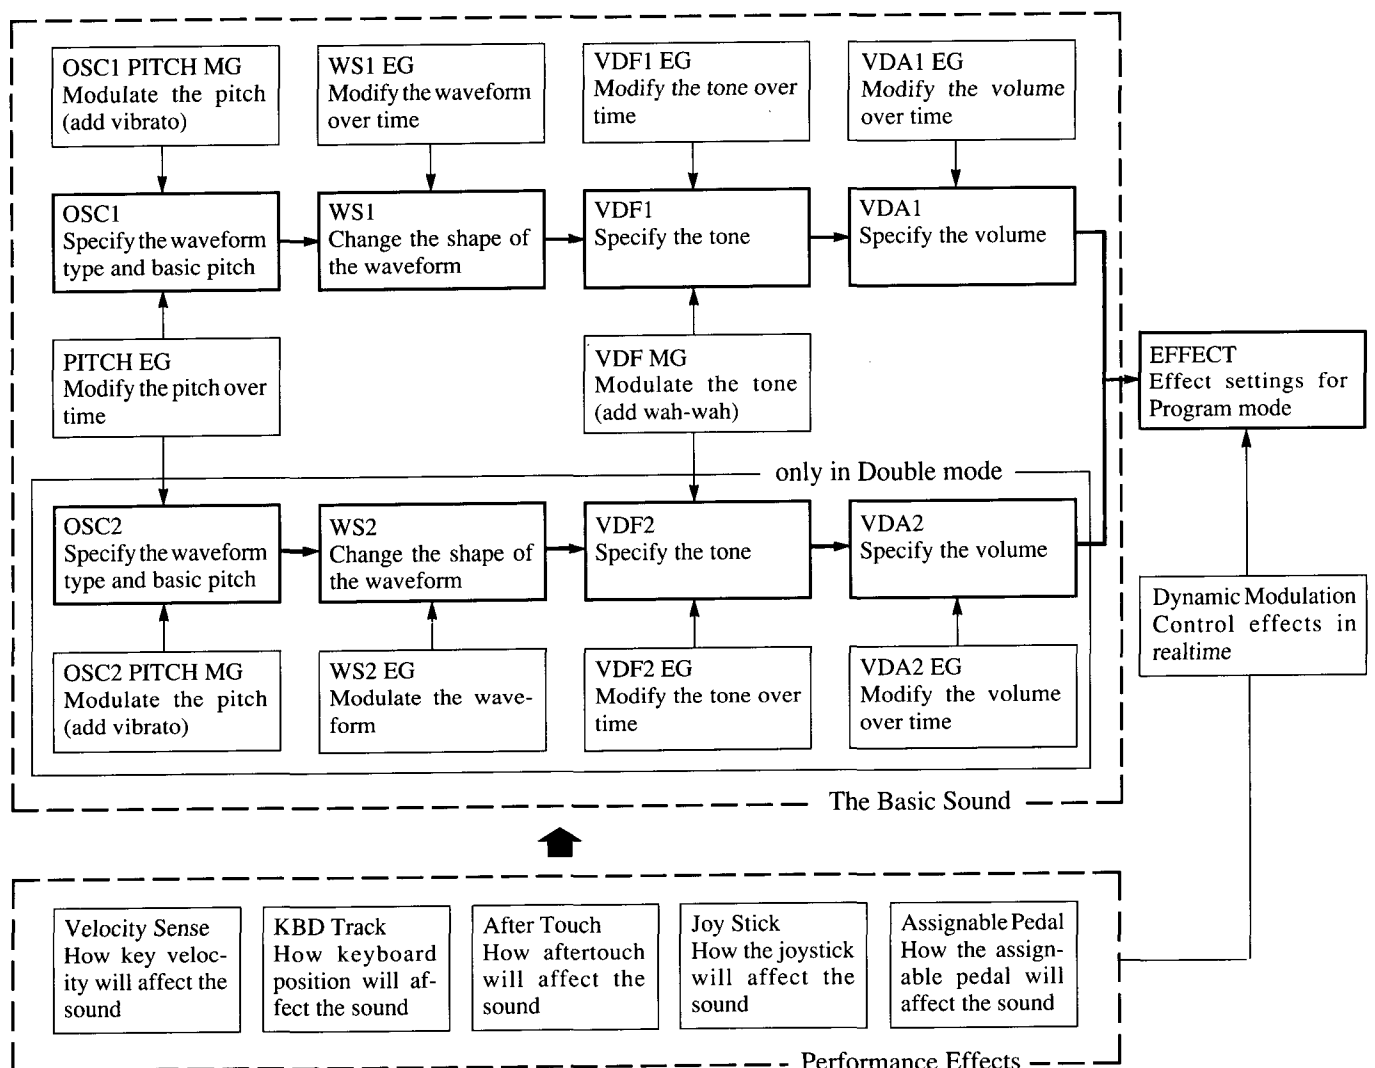 OSC1 PITCH MG
Modulate the pitch
(add vibrato)
WS1 EG
Modify the waveform
over time
VDF1 EG
Modify the tone over
time
VDA1 EG
Modify the volume
over time
OSC1
Specify the waveform
type and basic pitch
WS1
Change the shape of
the waveform
VDF1
Specify the tone
VDA1
Specify the volume
PITCH EG
Modify the pitch over
time
VDF MG
Modulate the tone
(add wah-wah)
EFFECT
Effect settings for
Program mode
only in Double mode
OSC2
Specify the waveform
type and basic pitch
WS2
Change the shape of
the waveform
VDF2
Specify the tone
VDA2
Specify the volume
Dynamic Modulation
Control effects in
realtime
OSC2 PITCH MG
Modulate the pitch
(add vibrato)
WS2 EG
Modulate the wave-
form
VDF2 EG
Modify the tone over
time
VDA2 EG
Modify the volume
over time
The Basic Sound
Velocity Sense
How key veloc-
ity will affect the
sound
KBD Track
How keyboard
position will af-
fect the sound
After Touch
How aftertouch
will affect the
sound
Joy Stick
How the joystick
will affect the
sound
Assignable Pedal
How the assign-
able pedal will
affect the sound
Performance Effects